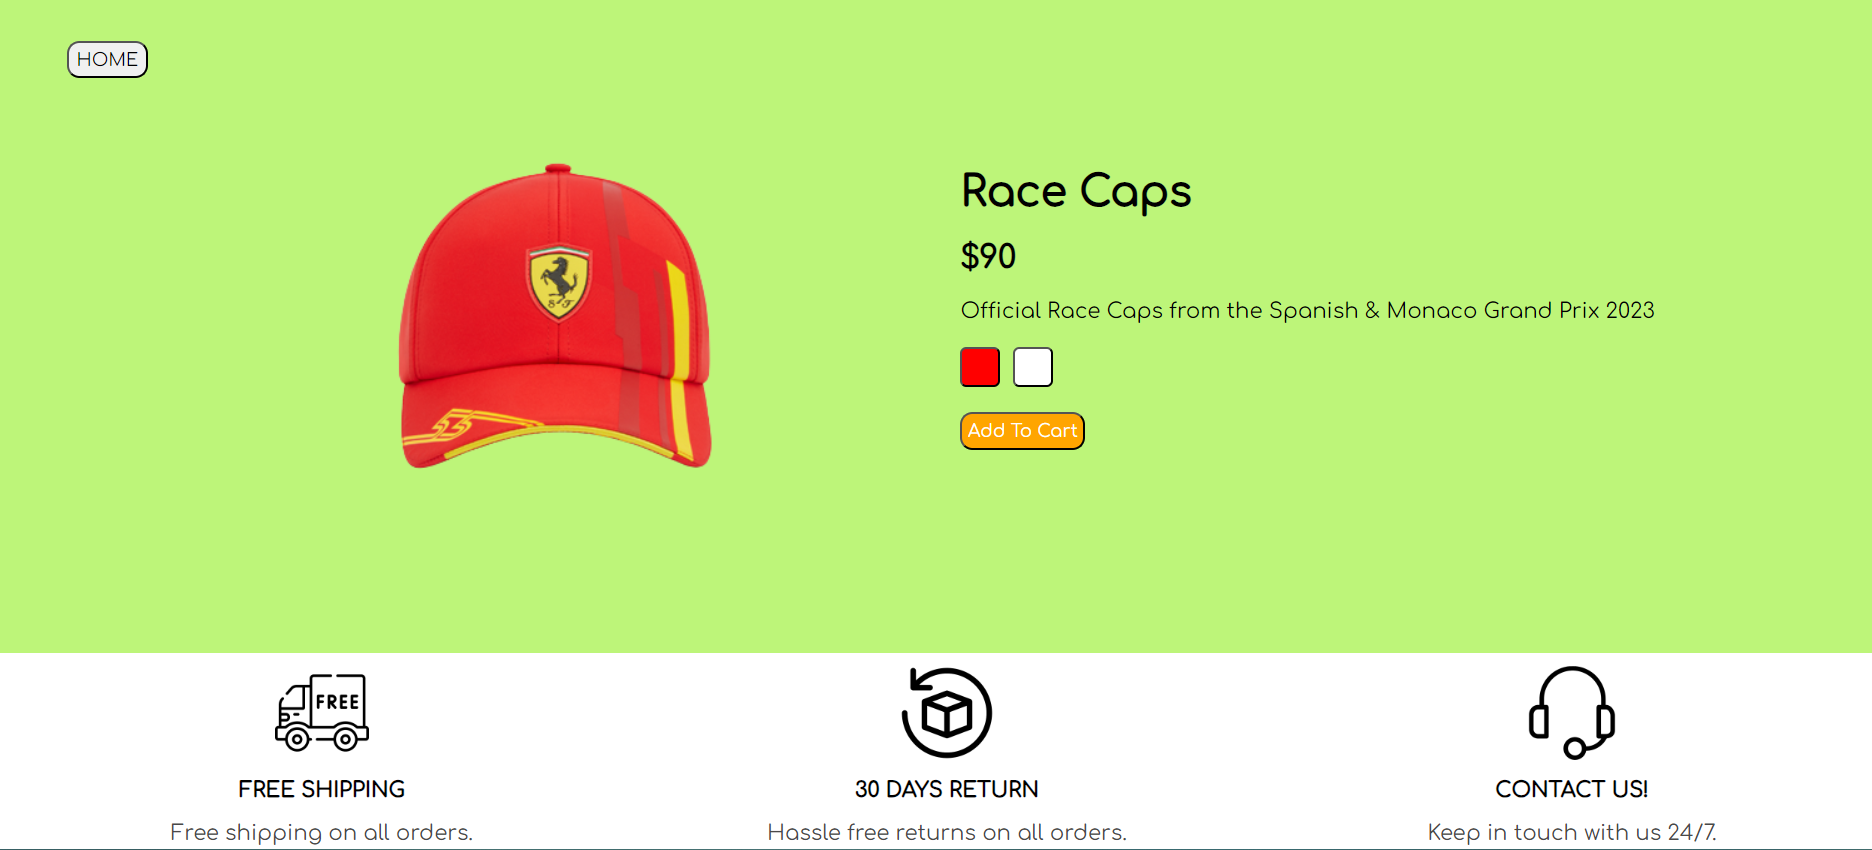 HOME
Race Caps
$90
Official Race Caps from the Spanish & Monaco Grand Prix 2023
Add To Cart
S F
55
FREE
FREE SHIPPING
30 DAYS RETURN
CONTACT US!
Free shipping on all orders.
Hassle free returns on all orders.
Keep in touch with us 24/7.